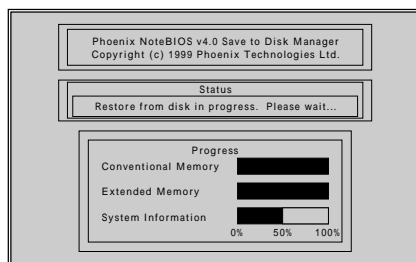 Phoenix NoteBIOS v4.0 Save to Disk Manager
Copyright (c) 1999 Phoenix Technologies Ltd.
Status
Restore from disk in progress. Please wait...
Progress
Conventional Memory
Extended Memory
System Information
0% 50% 100%